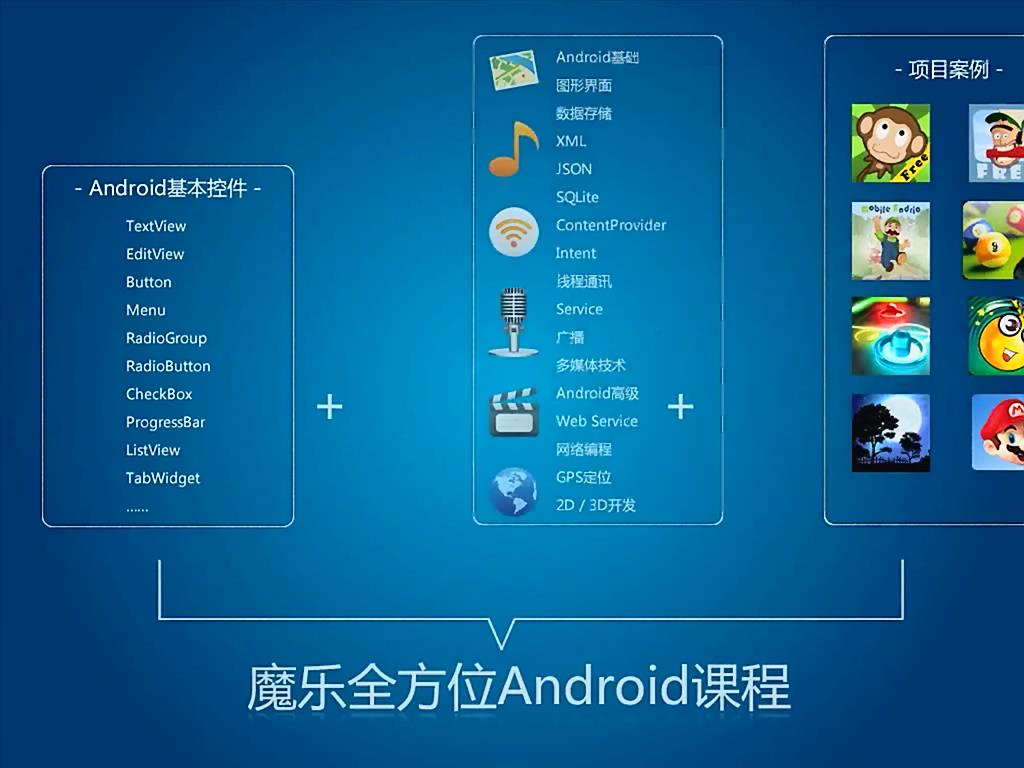 - Android基本控件 -
TextView
EditView
Button
Menu
RadioGroup
RadioButton
CheckBox
ProgressBar
ListView
TabWidget
......
+
Android基础
图形界面
数据存储
XML
JSON
SQLite
ContentProvider
Intent
线程通讯
Service
广播
多媒体技术
Android高级
Web Service
网络编程
GPS定位
2D / 3D开发
+
- 项目案例 -
Free
FREE
Mobile Andrio
9
M
魔乐全方位Android课程